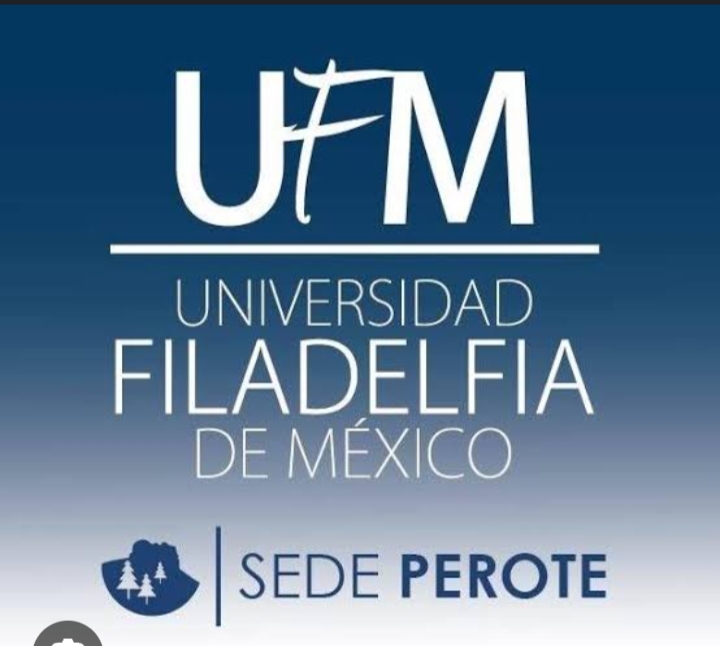 UFM
UNIVERSIDAD
FILADELFIA
DE MÉXICO
SEDE PEROTE